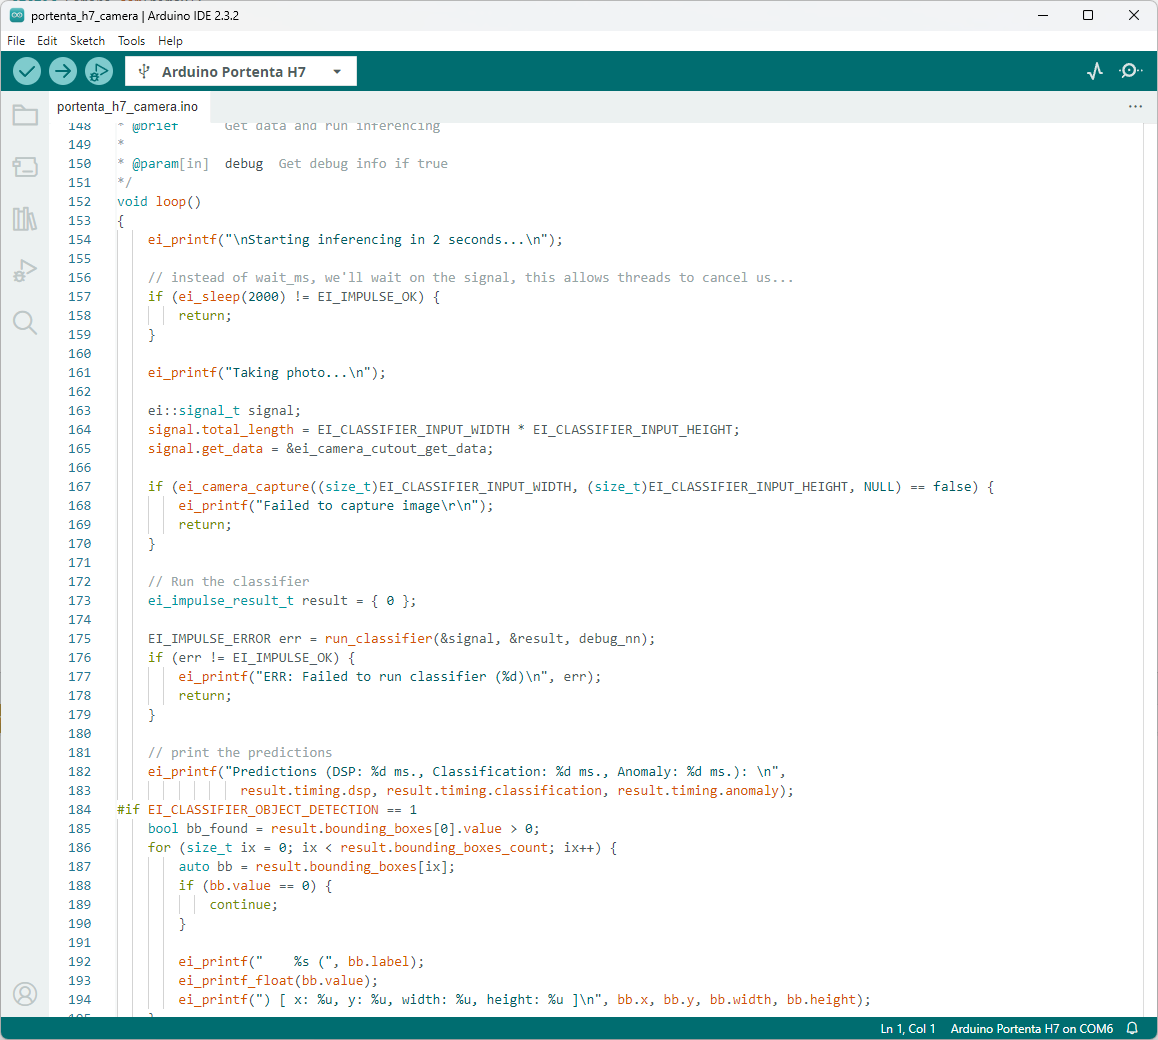 portenta_h7_camera | Arduino IDE 2.3.2
File Edit Sketch Tools Help
Arduino Portenta H7
portenta_h7_camera.ino
148 * @brief      Get data and run inferencing
149 *
150 * @param[in]  debug  Get debug info if true
151 */
152 void loop()
153 {
154     ei_printf("\nStarting inferencing in 2 seconds...\n");
155
156     // instead of wait_ms, we'll wait on the signal, this allows threads to cancel us...
157     if (ei_sleep(2000) != EI_IMPULSE_OK) {
158         return;
159     }
160
161     ei_printf("Taking photo...\n");
162
163     ei::signal_t signal;
164     signal.total_length = EI_CLASSIFIER_INPUT_WIDTH * EI_CLASSIFIER_INPUT_HEIGHT;
165     signal.get_data = &ei_camera_cutout_get_data;
166
167     if (ei_camera_capture((size_t)EI_CLASSIFIER_INPUT_WIDTH, (size_t)EI_CLASSIFIER_INPUT_HEIGHT, NULL) == false) {
168         ei_printf("Failed to capture image\r\n");
169         return;
170     }
171
172     // Run the classifier
173     ei_impulse_result_t result = { 0 };
174
175     EI_IMPULSE_ERROR err = run_classifier(&signal, &result, debug_nn);
176     if (err != EI_IMPULSE_OK) {
177         ei_printf("ERR: Failed to run classifier (%d)\n", err);
178         return;
179     }
180
181     // print the predictions
182     ei_printf("Predictions (DSP: %d ms., Classification: %d ms., Anomaly: %d ms.): \n",
183                 result.timing.dsp, result.timing.classification, result.timing.anomaly);
184 #if EI_CLASSIFIER_OBJECT_DETECTION == 1
185     bool bb_found = result.bounding_boxes[0].value > 0;
186     for (size_t ix = 0; ix < result.bounding_boxes_count; ix++) {
187         auto bb = result.bounding_boxes[ix];
188         if (bb.value == 0) {
189             continue;
190         }
191
192         ei_printf("    %s (", bb.label);
193         ei_printf_float(bb.value);
194         ei_printf(") [ x: %u, y: %u, width: %u, height: %u ]\n", bb.x, bb.y, bb.width, bb.height);
Ln 1, Col 1 Arduino Portenta H7 on COM6